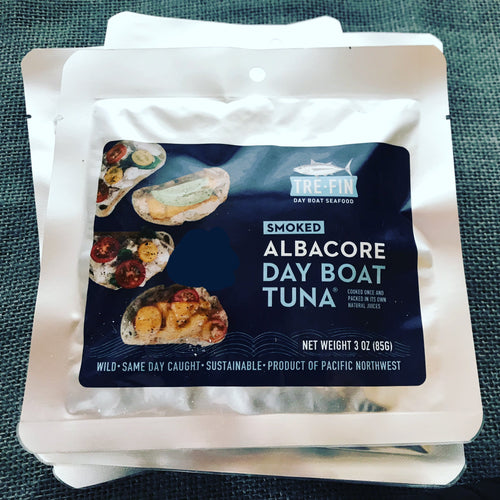 TRE·FIN
DAY BOAT SEAFOOD
SMOKED
ALBACORE
DAY BOAT
TUNA®
COOKED ONCE AND
PACKED IN ITS OWN
NATURAL JUICES
NET WEIGHT 3 OZ (85G)
WILD • SAME DAY CAUGHT • SUSTAINABLE • PRODUCT OF PACIFIC NORTHWEST